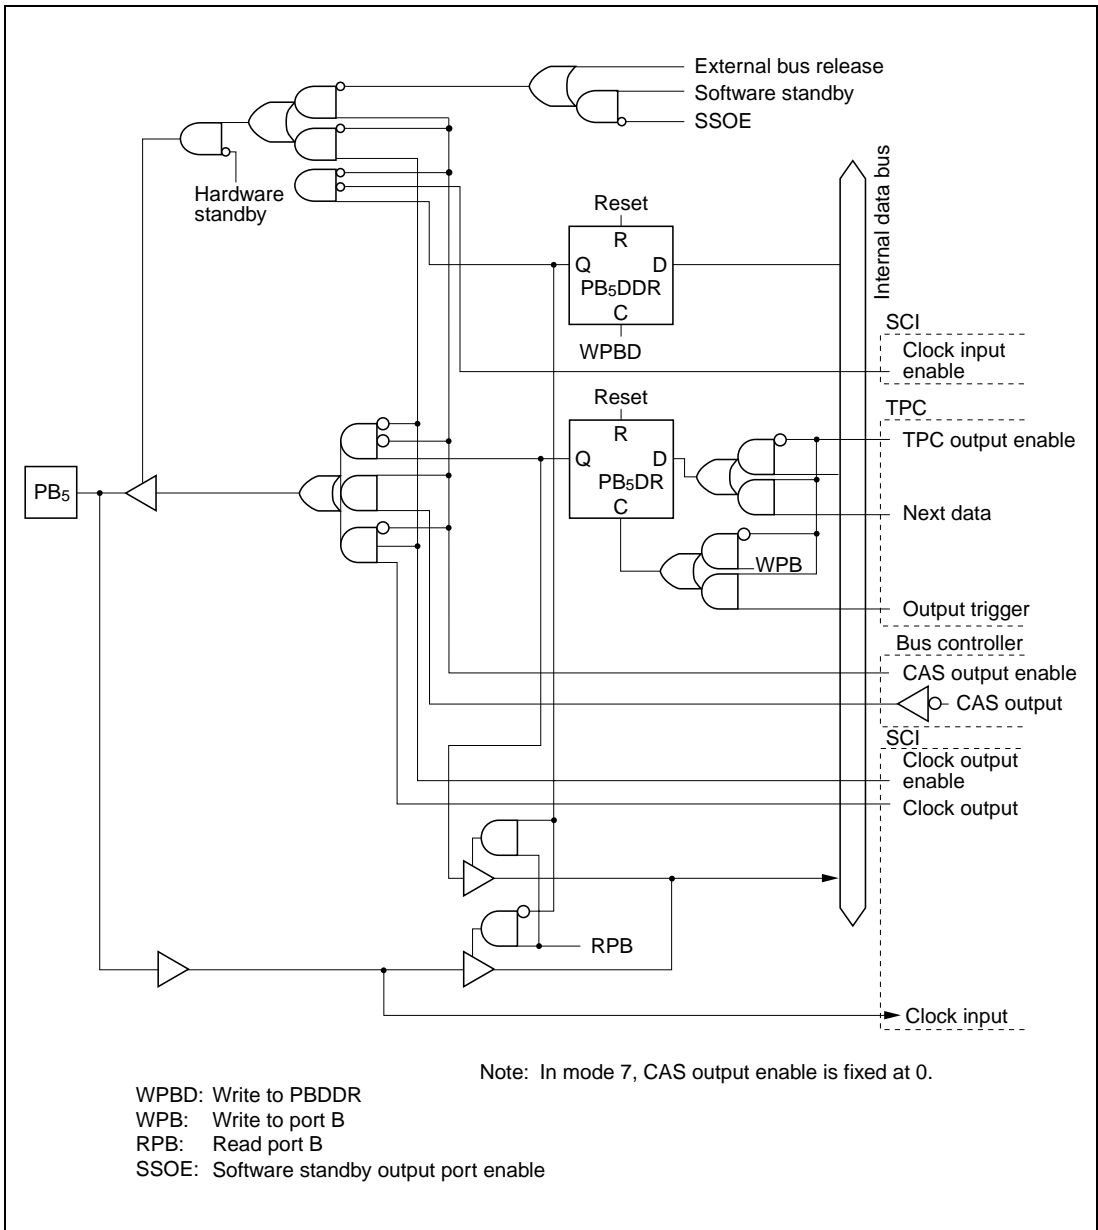 External bus release
Software standby
SSOE
Hardware
standby
Internal data bus
Reset
R
Q
D
PB5DDR
C
WPBD
SCI
Clock input
enable
Reset
R
Q
D
PB5DR
C
TPC
TPC output enable
Next data
WPB
Output trigger
PB5
Bus controller
CAS output enable
CAS output
SCI
Clock output
enable
Clock output
RPB
Clock input
Note: In mode 7, CAS output enable is fixed at 0.
WPBD: Write to PBDDR
WPB: Write to port B
RPB: Read port B
SSOE: Software standby output port enable